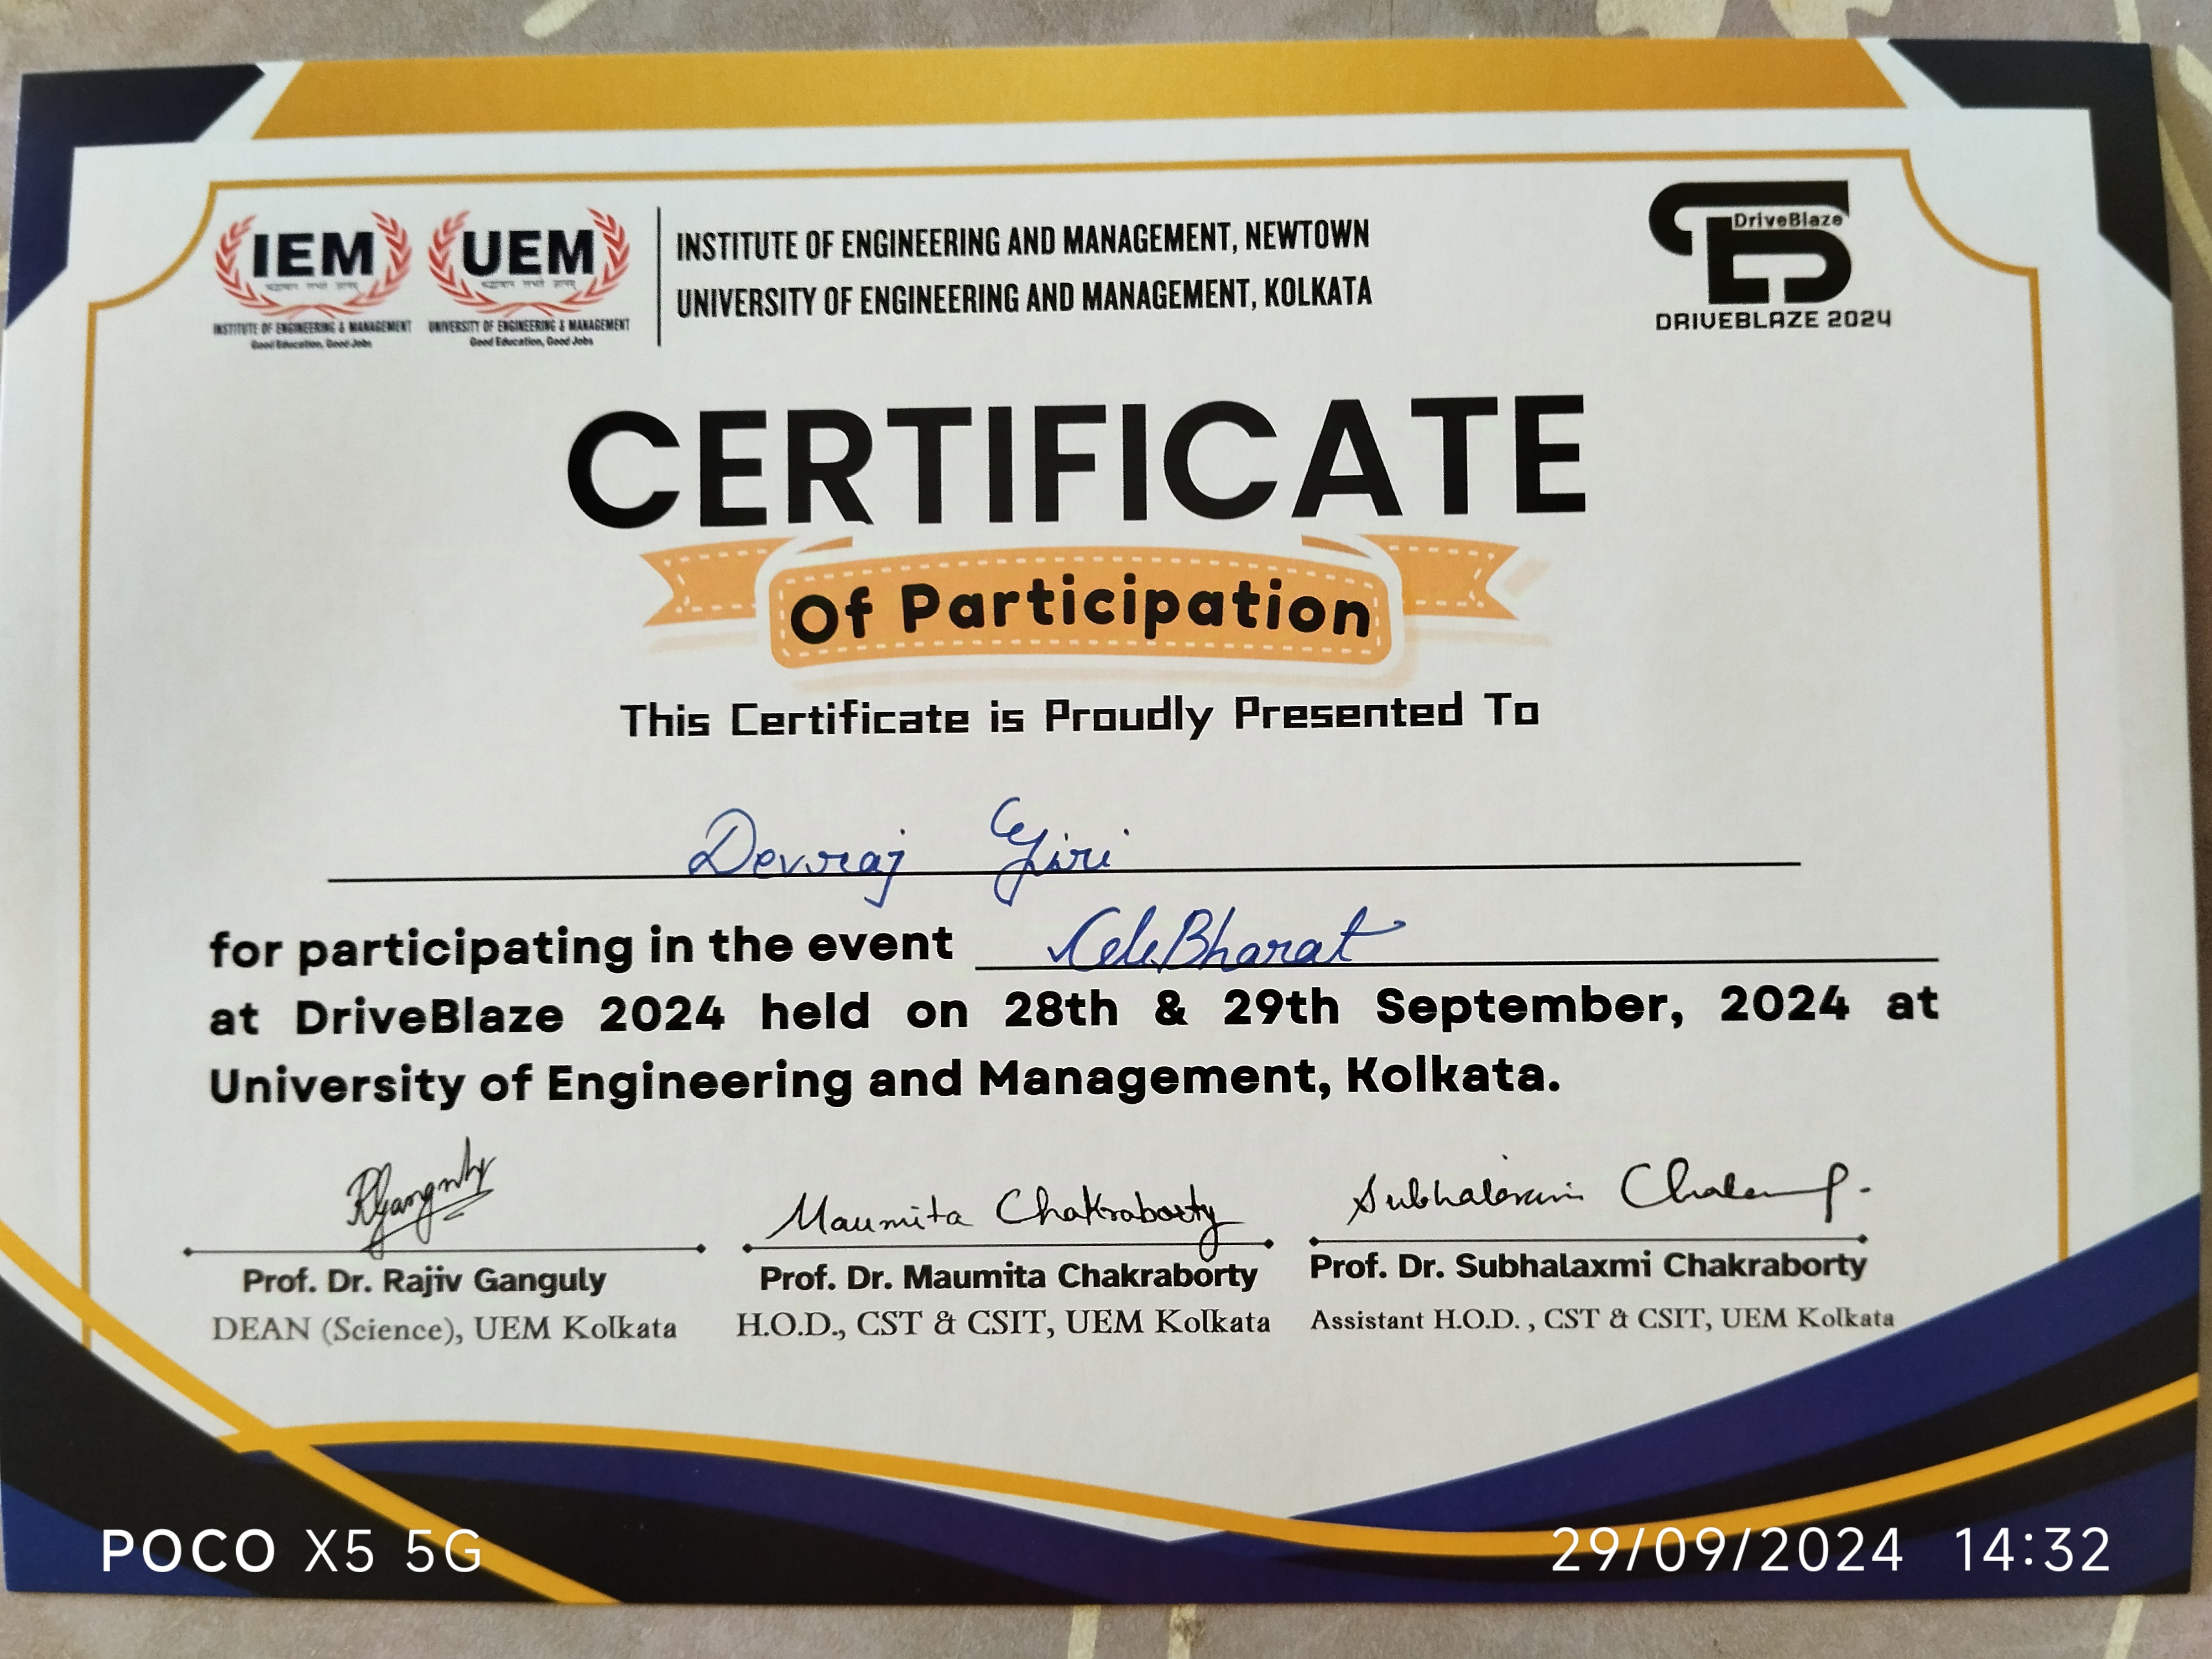 IEM
UEM
INSTITUTE OF ENGINEERING & MANAGEMENT
Good Education, Good Jobs
UNIVERSITY OF ENGINEERING & MANAGEMENT
Good Education, Good Jobs
INSTITUTE OF ENGINEERING AND MANAGEMENT, NEWTOWN
UNIVERSITY OF ENGINEERING AND MANAGEMENT, KOLKATA
DriveBlaze
DRIVEBLAZE 2024
CERTIFICATE
Of Participation
This Certificate is Proudly Presented To
Devraj Giri
for participating in the event CeleBharat
at DriveBlaze 2024 held on 28th & 29th September, 2024 at
University of Engineering and Management, Kolkata.
RGanguly
Maumita Chakraborty
Prof. Dr. Rajiv Ganguly
Prof. Dr. Maumita Chakraborty
Prof. Dr. Subhalaxmi Chakraborty
DEAN (Science), UEM Kolkata
H.O.D., CST & CSIT, UEM Kolkata
Assistant H.O.D. , CST & CSIT, UEM Kolkata
POCO X5 5G
29/09/2024 14:32